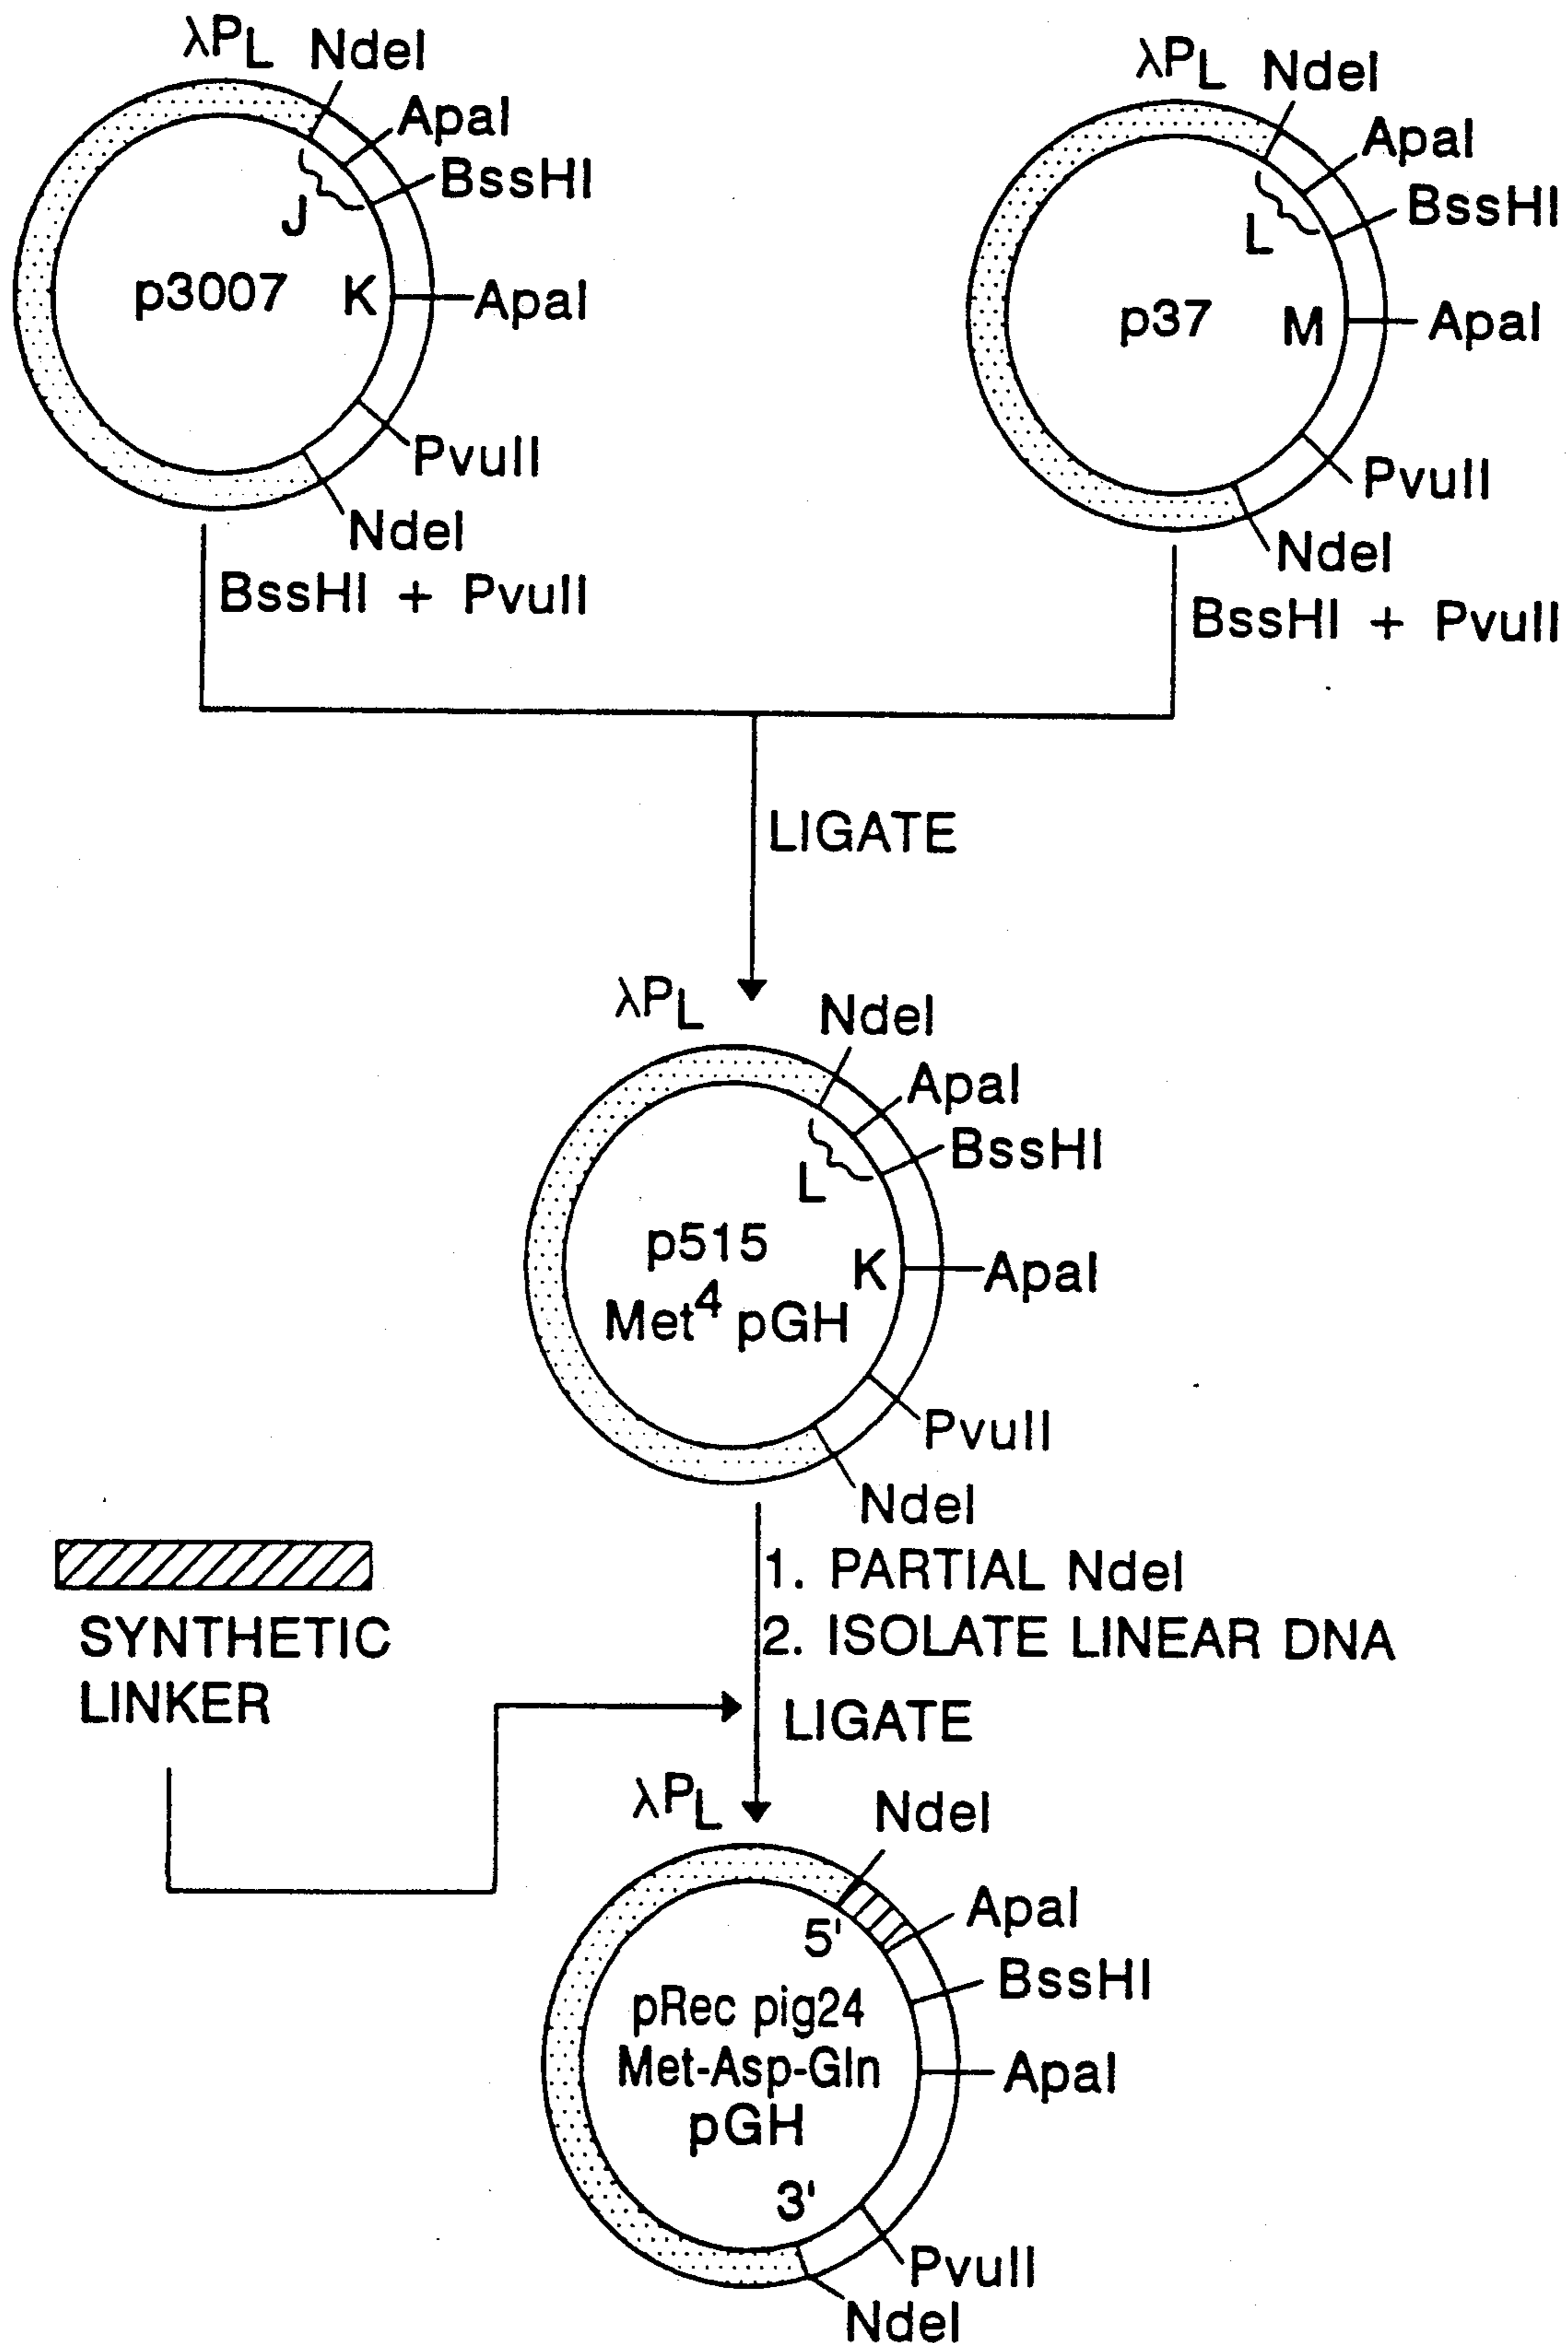 λPL NdeI
ApaI
BssHI
J
p3007
K
ApaI
PvuII
NdeI
BssHI + PvuII
λPL NdeI
ApaI
BssHI
L
p37
M
ApaI
PvuII
NdeI
BssHI + PvuII
LIGATE
λPL
NdeI
ApaI
BssHI
L
p515
Met4 pGH
K
ApaI
PvuII
NdeI
SYNTHETIC
LINKER
1. PARTIAL NdeI
2. ISOLATE LINEAR DNA
LIGATE
λPL
NdeI
ApaI
5'
BssHI
pRec pig24
Met-Asp-Gln
pGH
ApaI
3'
PvuII
NdeI